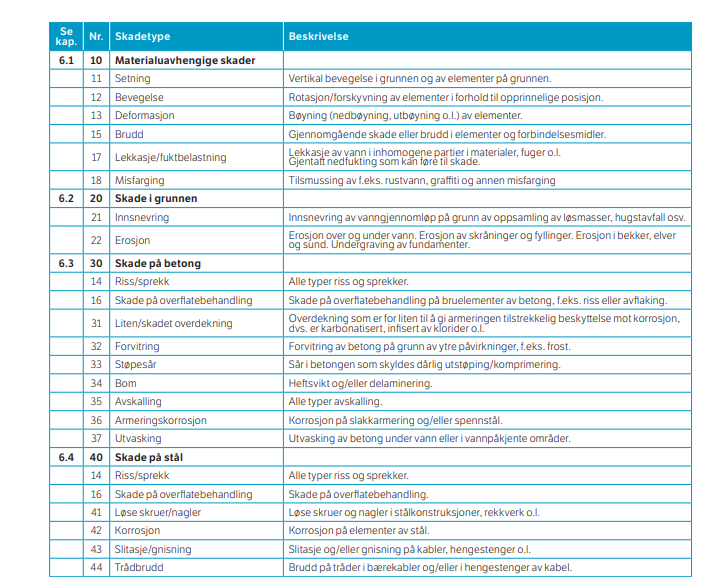 Se kap. Nr. Skadetype Beskrivelse
6.1 10 Materialuavhengige skader
11 Setning Vertikal bevegelse i grunnen og av elementer på grunnen.
12 Bevegelse Rotasjon/forskyvning av elementer i forhold til opprinnelige posisjon.
13 Deformasjon Bøyning (nedbøyning, utbøyning o.l.) av elementer.
15 Brudd Gjennomgående skade eller brudd i elementer og forbindelsesmidler.
17 Lekkasje/fuktbelastning Lekkasje av vann i inhomogene partier i materialer, fuger o.l.
Gjentatt nedfukting som kan føre til skade.
18 Misfarging Tilsmussing av f.eks. rustvann, graffiti og annen misfarging
6.2 20 Skade i grunnen
21 Innsnevring Innsnevring av vanngjennomløp på grunn av oppsamling av løsmasser, hugstavfall osv.
22 Erosjon Erosjon over og under vann. Erosjon av skråninger og fyllinger. Erosjon i bekker, elver
og sund. Undergraving av fundamenter.
6.3 30 Skade på betong
14 Riss/sprekk Alle typer riss og sprekker.
16 Skade på overflatebehandling Skade på overflatebehandling på bruelementer av betong, f.eks. riss eller avflaking.
31 Liten/skadet overdekning Overdekning som er for liten til å gi armeringen tilstrekkelig beskyttelse mot korrosjon,
dvs. er karbonatisert, infisert av klorider o.l.
32 Forvitring Forvitring av betong på grunn av ytre påvirkninger, f.eks. frost.
33 Støpesår Sår i betongen som skyldes dårlig utstøping/komprimering.
34 Bom Heftsvikt og/eller delaminering.
35 Avskalling Alle typer avskalling.
36 Armeringskorrosjon Korrosjon på slakkarmering og/eller spennstål.
37 Utvasking Utvasking av betong under vann eller i vannpåkjente områder.
6.4 40 Skade på stål
14 Riss/sprekk Alle typer riss og sprekker.
16 Skade på overflatebehandling Skade på overflatebehandling.
41 Løse skruer/nagler Løse skruer og nagler i stålkonstruksjoner, rekkverk o.l.
42 Korrosjon Korrosjon på elementer av stål.
43 Slitasje/gnisning Slitasje og/eller gnisning på kabler, hengestenger o.l.
44 Trådbrudd Brudd på tråder i bærekabler og/eller i hengestenger av kabel.